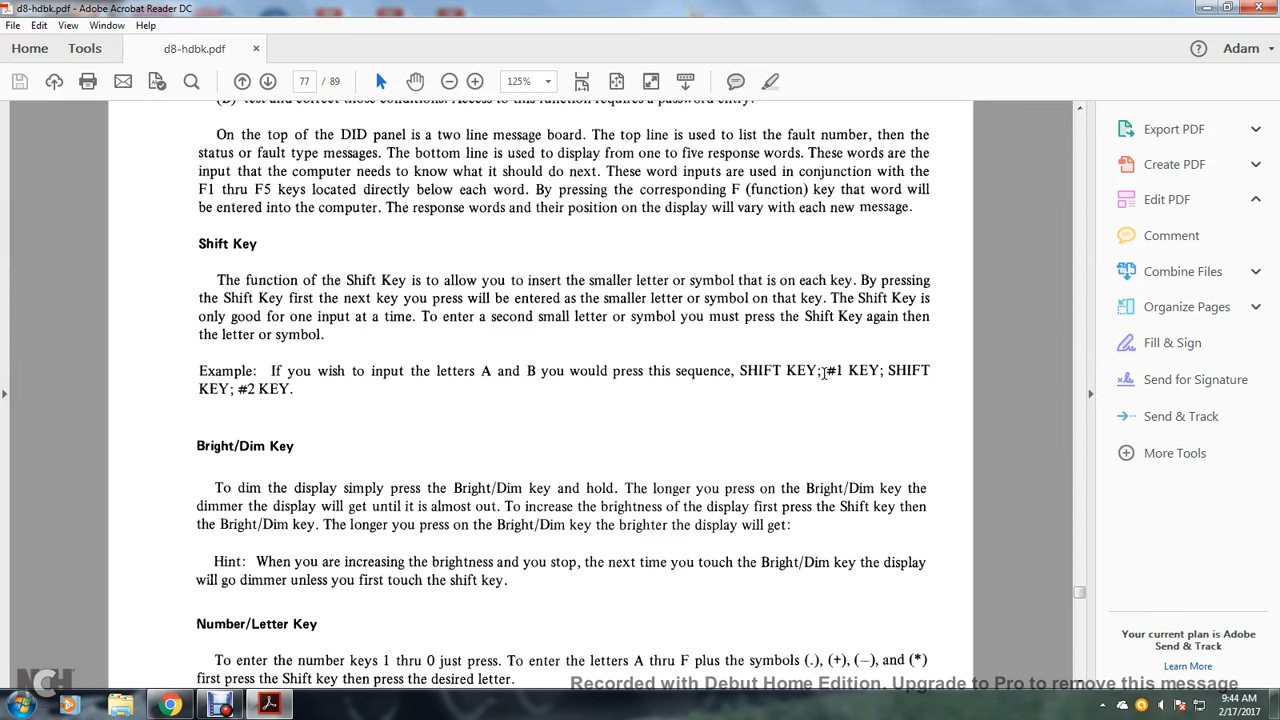 d8-hdbk.pdf - Adobe Acrobat Reader DC
File Edit View Window Help
Home Tools d8-hdbk.pdf × Adam
77 / 89 125%
(B) test and correct those conditions. Access to this function requires a password entry.
On the top of the DID panel is a two line message board. The top line is used to list the fault number, then the
status or fault type messages. The bottom line is used to display from one to five response words. These words are the
input that the computer needs to know what it should do next. These word inputs are used in conjunction with the
F1 thru F5 keys located directly below each word. By pressing the corresponding F (function) key that word will
be entered into the computer. The response words and their position on the display will vary with each new message.
Shift Key
The function of the Shift Key is to allow you to insert the smaller letter or symbol that is on each key. By pressing
the Shift Key first the next key you press will be entered as the smaller letter or symbol on that key. The Shift Key is
only good for one input at a time. To enter a second small letter or symbol you must press the Shift Key again then
the letter or symbol.
Example: If you wish to input the letters A and B you would press this sequence, SHIFT KEY; #1 KEY; SHIFT
KEY; #2 KEY.
Bright/Dim Key
To dim the display simply press the Bright/Dim key and hold. The longer you press on the Bright/Dim key the
dimmer the display will get until it is almost out. To increase the brightness of the display first press the Shift key then
the Bright/Dim key. The longer you press on the Bright/Dim key the brighter the display will get:
Hint: When you are increasing the brightness and you stop, the next time you touch the Bright/Dim key the display
will go dimmer unless you first touch the shift key.
Number/Letter Key
To enter the number keys 1 thru 0 just press. To enter the letters A thru F plus the symbols (.), (+), (−), and (*)
first press the Shift key then press the desired letter.
Export PDF
Create PDF
Edit PDF
Comment
Combine Files
Organize Pages
Fill & Sign
Send for Signature
Send & Track
More Tools
Your current plan is Adobe
Send & Track
Learn More
NCH
Recorded with Debut Home Edition. Upgrade to Pro to remove this message
9:44 AM
2/17/2017